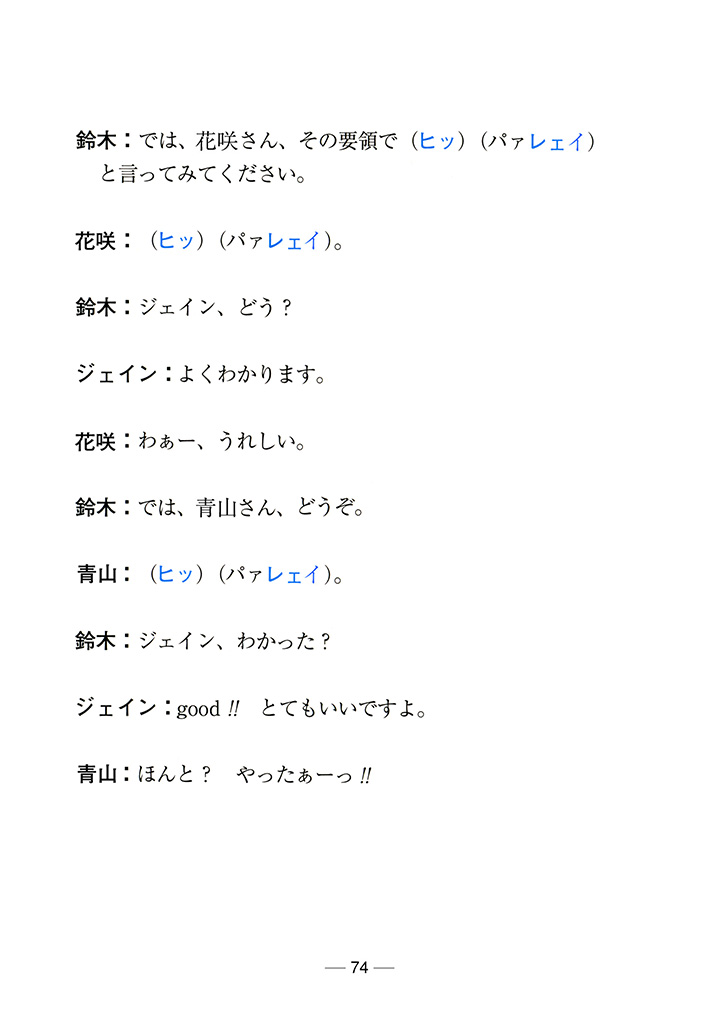 鈴木：では、花咲さん、その要領で（ヒッ）（パァレェイ）
と言ってみてください。
花咲：（ヒッ）（パァレェイ）。
鈴木：ジェイン、どう？
ジェイン：よくわかります。
花咲：わぁー、うれしい。
鈴木：では、青山さん、どうぞ。
青山：（ヒッ）（パァレェイ）。
鈴木：ジェイン、わかった？
ジェイン：good !!　とてもいいですよ。
青山：ほんと？　やったぁーっ !!
— 74 —